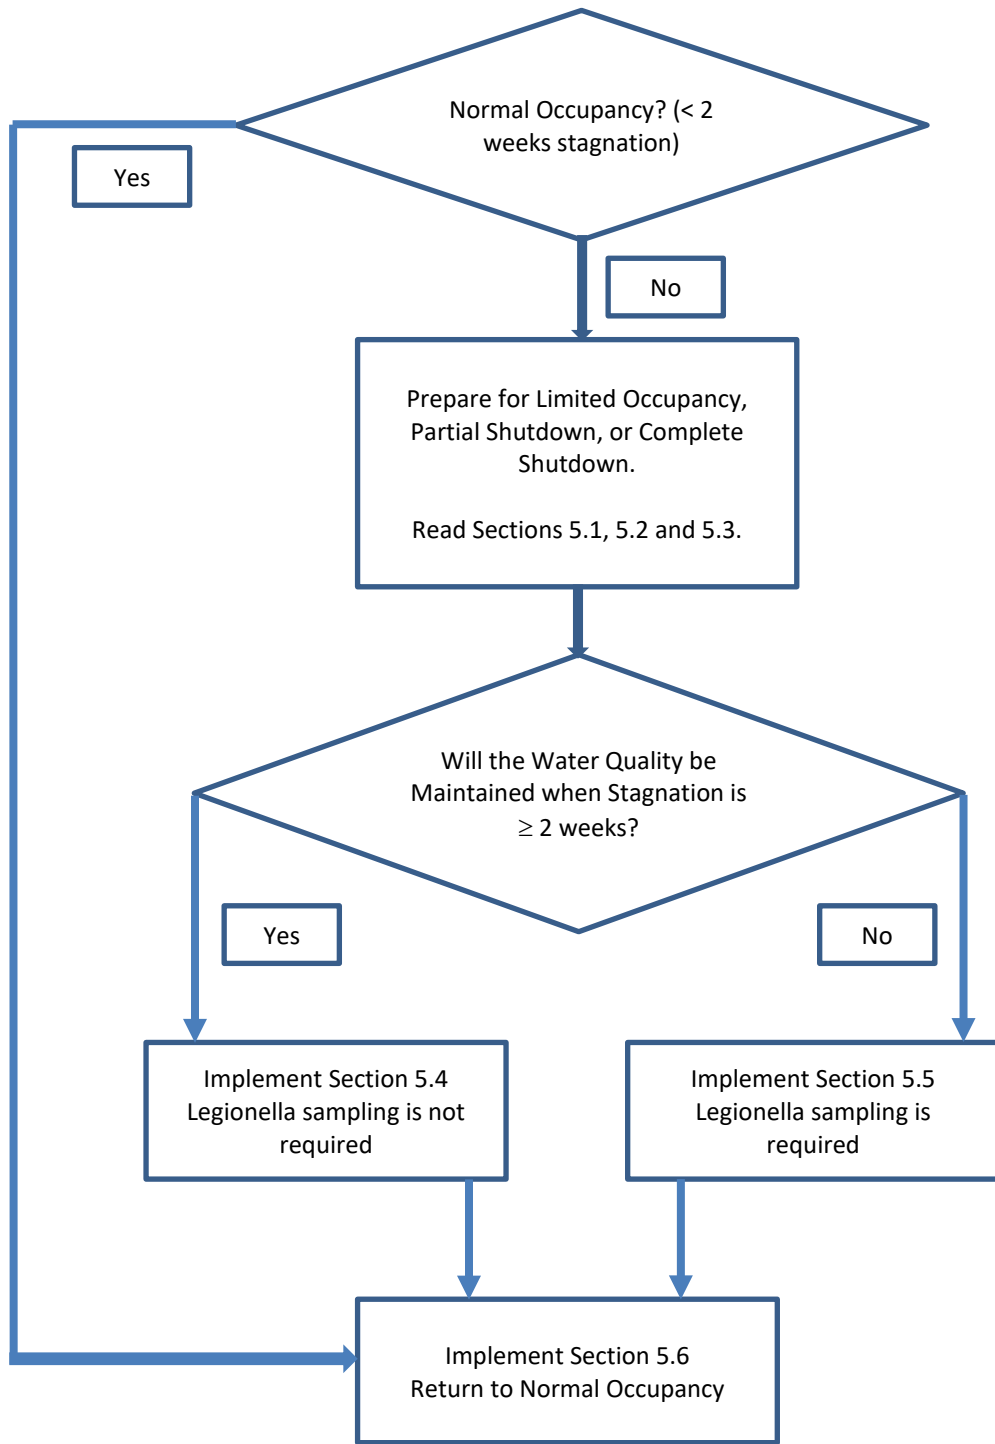 Normal Occupancy? (< 2
weeks stagnation)
Yes
No
Prepare for Limited Occupancy,
Partial Shutdown, or Complete
Shutdown.
Read Sections 5.1, 5.2 and 5.3.
Will the Water Quality be
Maintained when Stagnation is
≥ 2 weeks?
Yes
No
Implement Section 5.4
Legionella sampling is not
required
Implement Section 5.5
Legionella sampling is
required
Implement Section 5.6
Return to Normal Occupancy